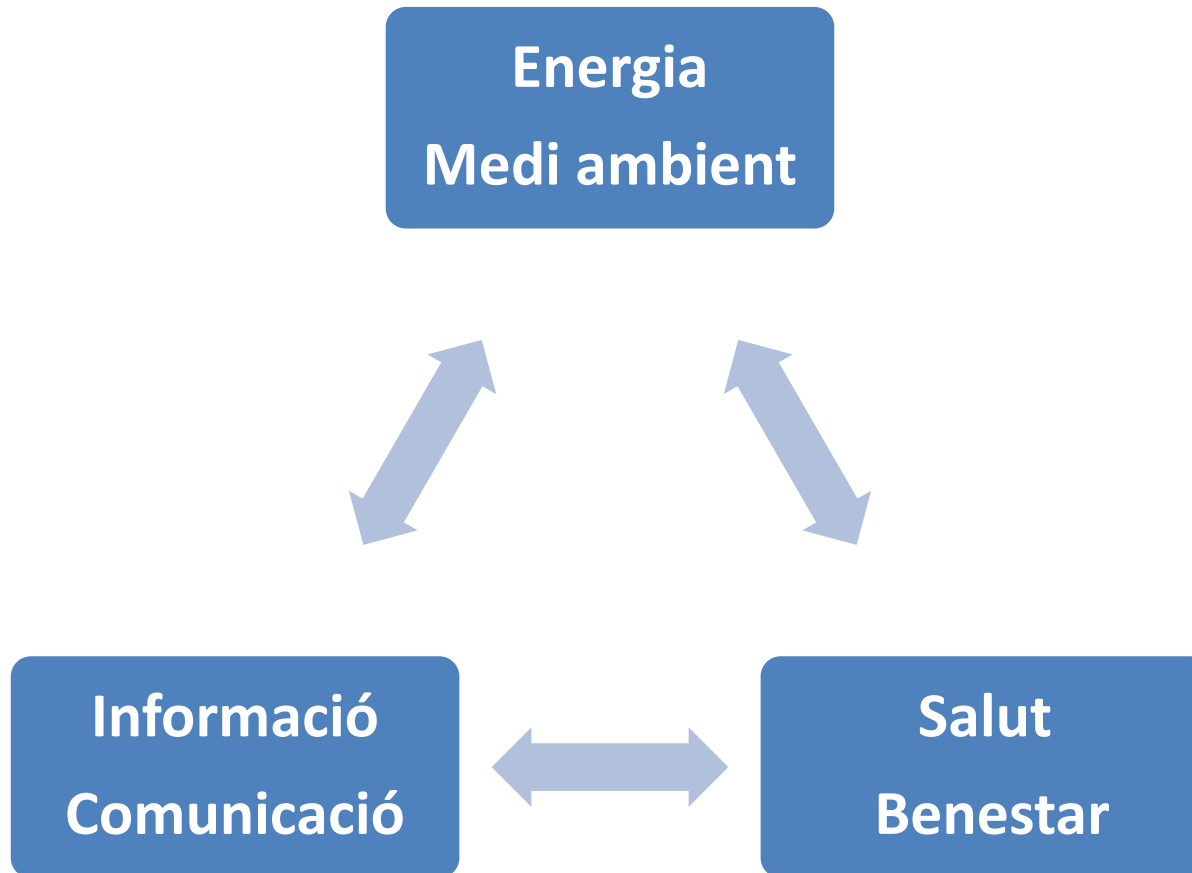 Energia
Medi ambient
Informació
Comunicació
Salut
Benestar